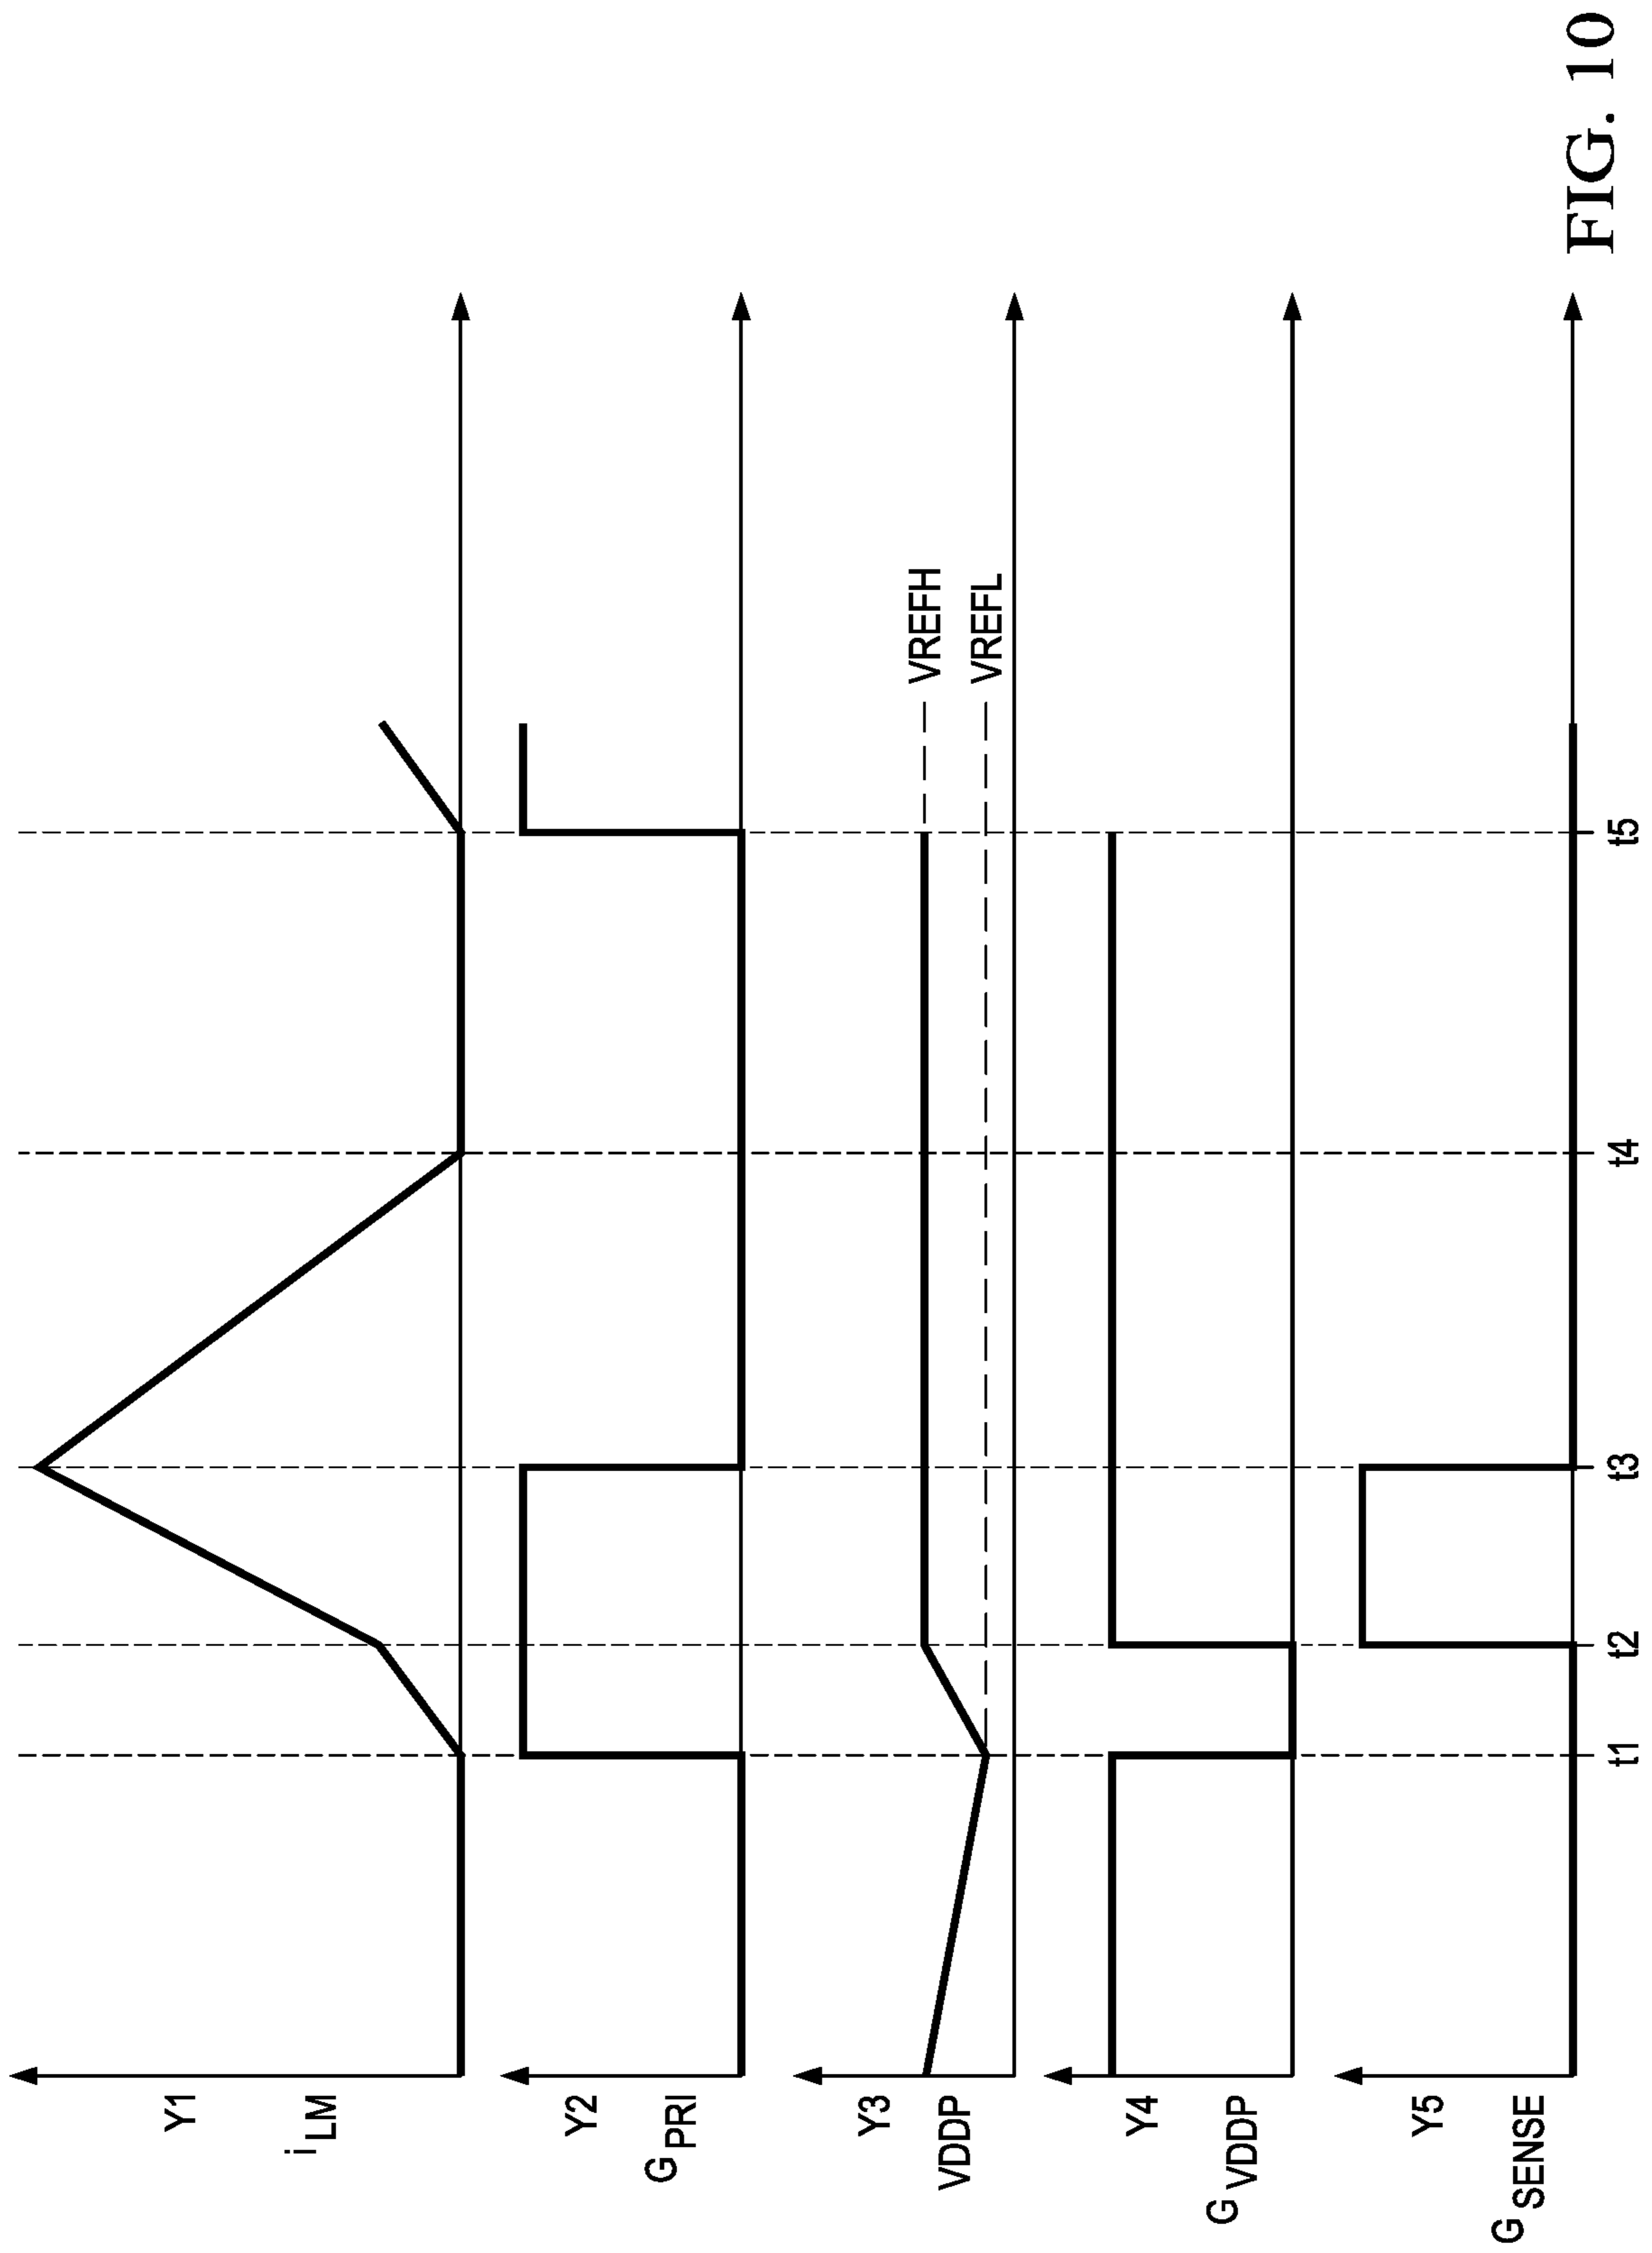 Y1
iLM
Y2
GPRI
Y3
VDDP
VREFH
VREFL
Y4
GVDDP
Y5
GSENSE
t1 t2 t3 t4 t5
FIG. 10